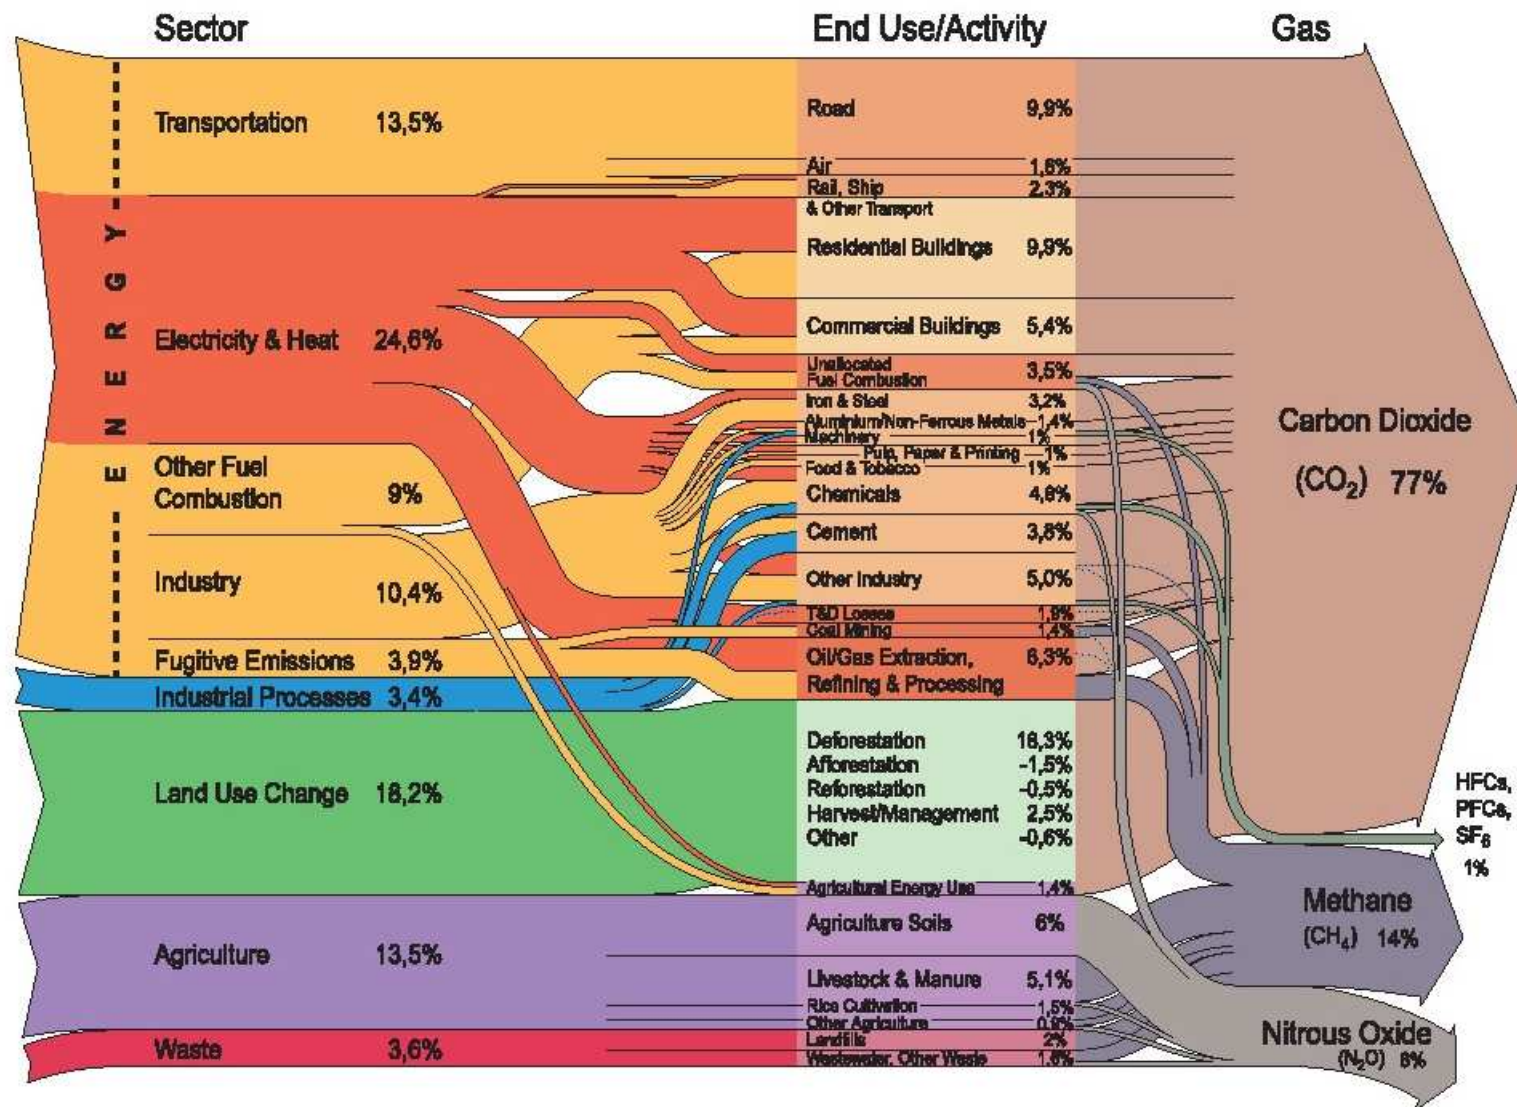 Sector
End Use/Activity
Gas
E N E R G Y
Transportation 13,5%
Electricity & Heat 24,6%
Other Fuel
Combustion 9%
Industry 10,4%
Fugitive Emissions 3,9%
Industrial Processes 3,4%
Land Use Change 18,2%
Agriculture 13,5%
Waste 3,6%
Road 9,9%
Air 1,6%
Rail, Ship 2,3%
& Other Transport
Residential Buildings 9,9%
Commercial Buildings 5,4%
Unallocated
Fuel Combustion 3,5%
Iron & Steel 3,2%
Aluminium/Non-Ferrous Metals 1,4%
Machinery 1%
Pulp, Paper & Printing 1%
Food & Tobacco 1%
Chemicals 4,8%
Cement 3,8%
Other Industry 5,0%
T&D Losses 1,9%
Coal Mining 1,4%
Oil/Gas Extraction, 6,3%
Refining & Processing
Deforestation 18,3%
Afforestation -1,5%
Reforestation -0,5%
Harvest/Management 2,5%
Other -0,6%
Agricultural Energy Use 1,4%
Agriculture Soils 6%
Livestock & Manure 5,1%
Rice Cultivation 1,5%
Other Agriculture 0,9%
Landfills 2%
Wastewater, Other Waste 1,6%
Carbon Dioxide
(CO₂) 77%
HFCs,
PFCs,
SF₆
1%
Methane
(CH₄) 14%
Nitrous Oxide
(N₂O) 8%